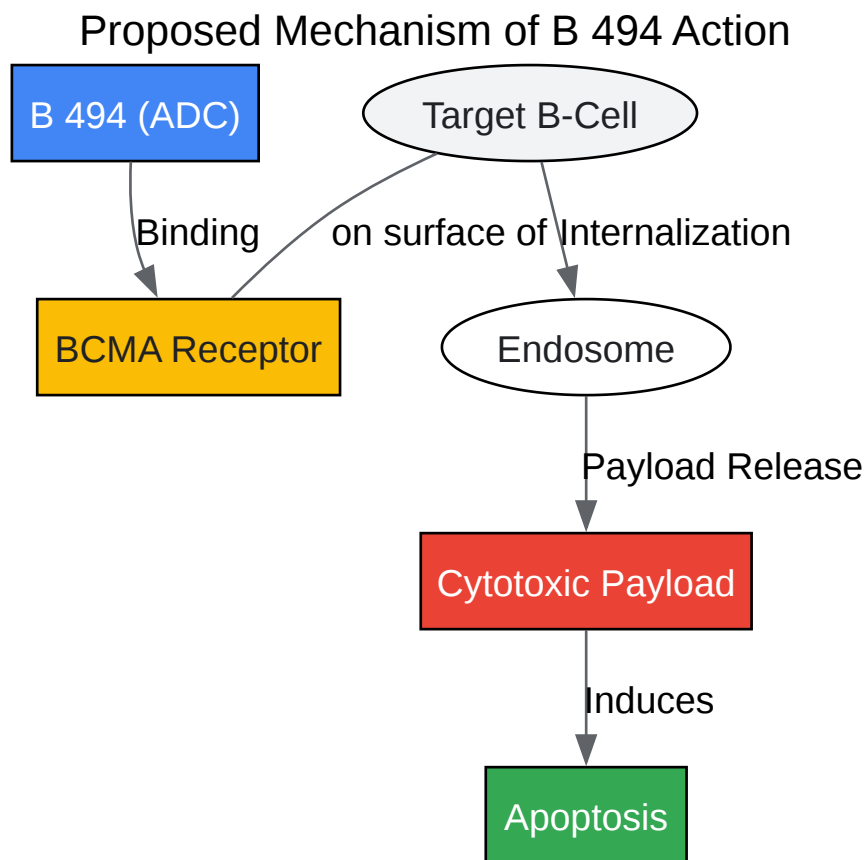 Proposed Mechanism of B 494 Action
B 494 (ADC)
Target B-Cell
Binding
on surface of
Internalization
BCMA Receptor
Endosome
Payload Release
Cytotoxic Payload
Induces
Apoptosis